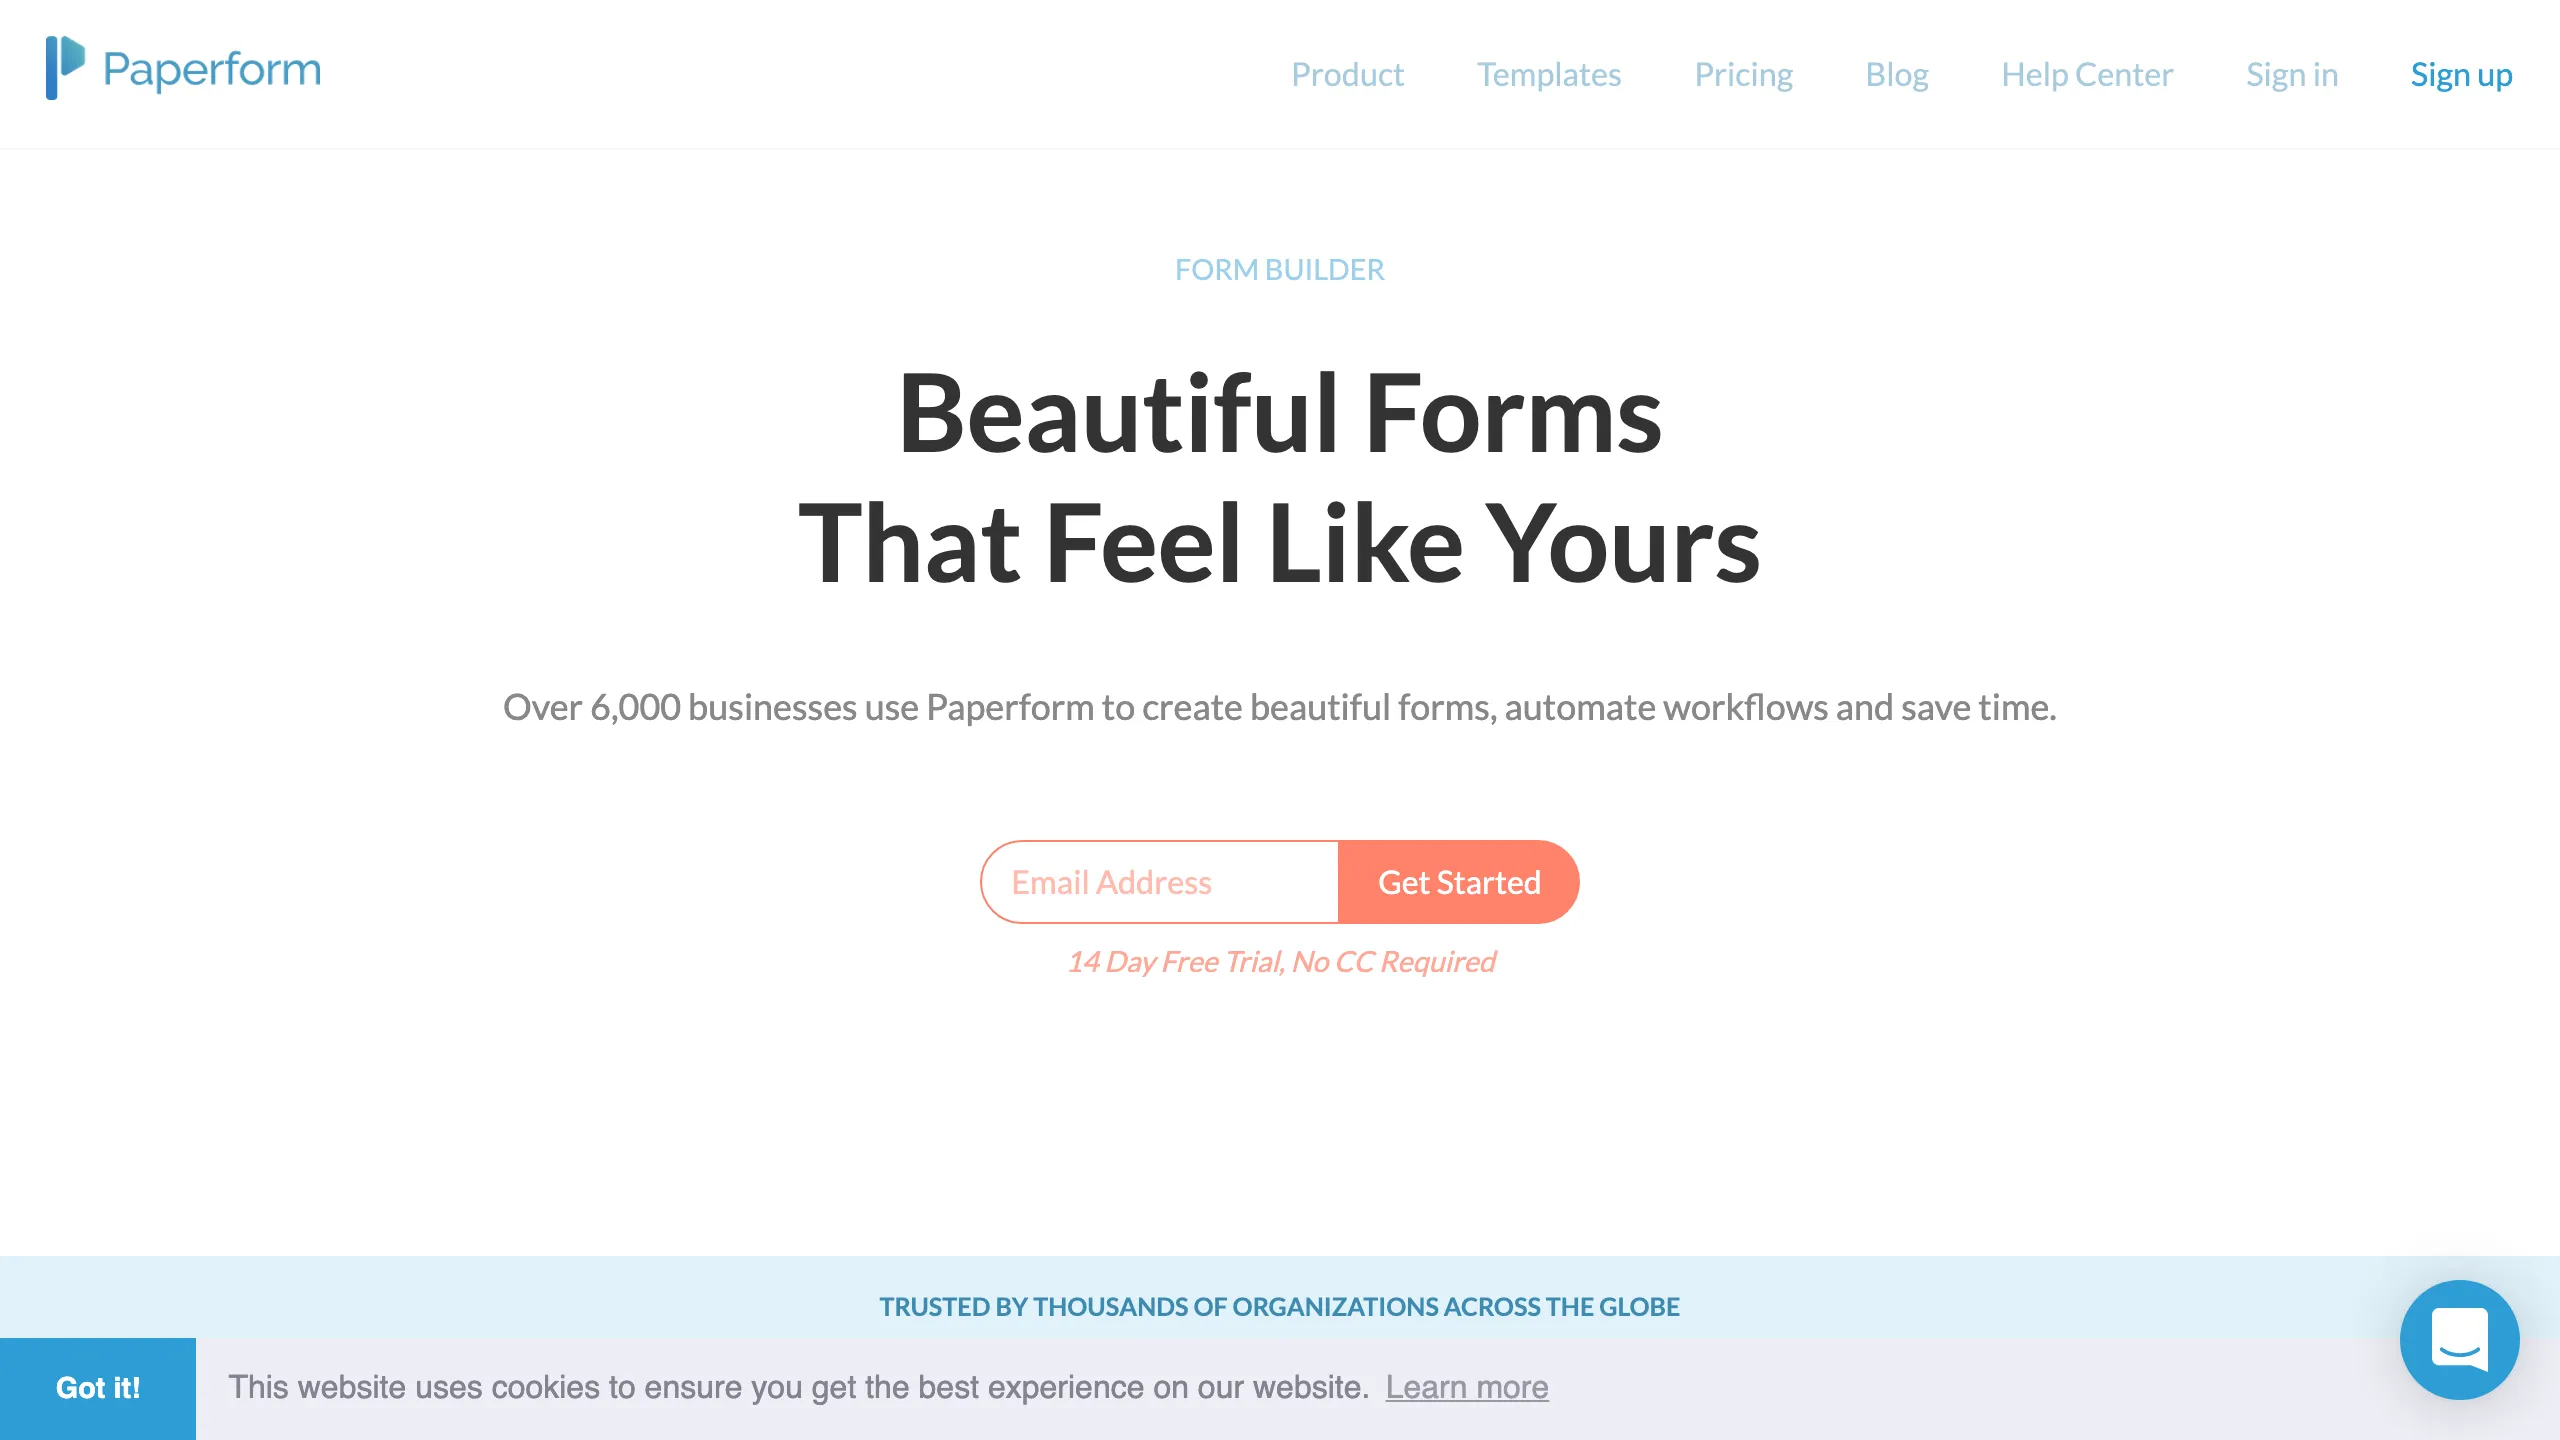 Paperform
Product Templates Pricing Blog Help Center Sign in Sign up
FORM BUILDER
Beautiful Forms
That Feel Like Yours
Over 6,000 businesses use Paperform to create beautiful forms, automate workflows and save time.
Email Address Get Started
14 Day Free Trial, No CC Required
TRUSTED BY THOUSANDS OF ORGANIZATIONS ACROSS THE GLOBE
Got it! This website uses cookies to ensure you get the best experience on our website. Learn more